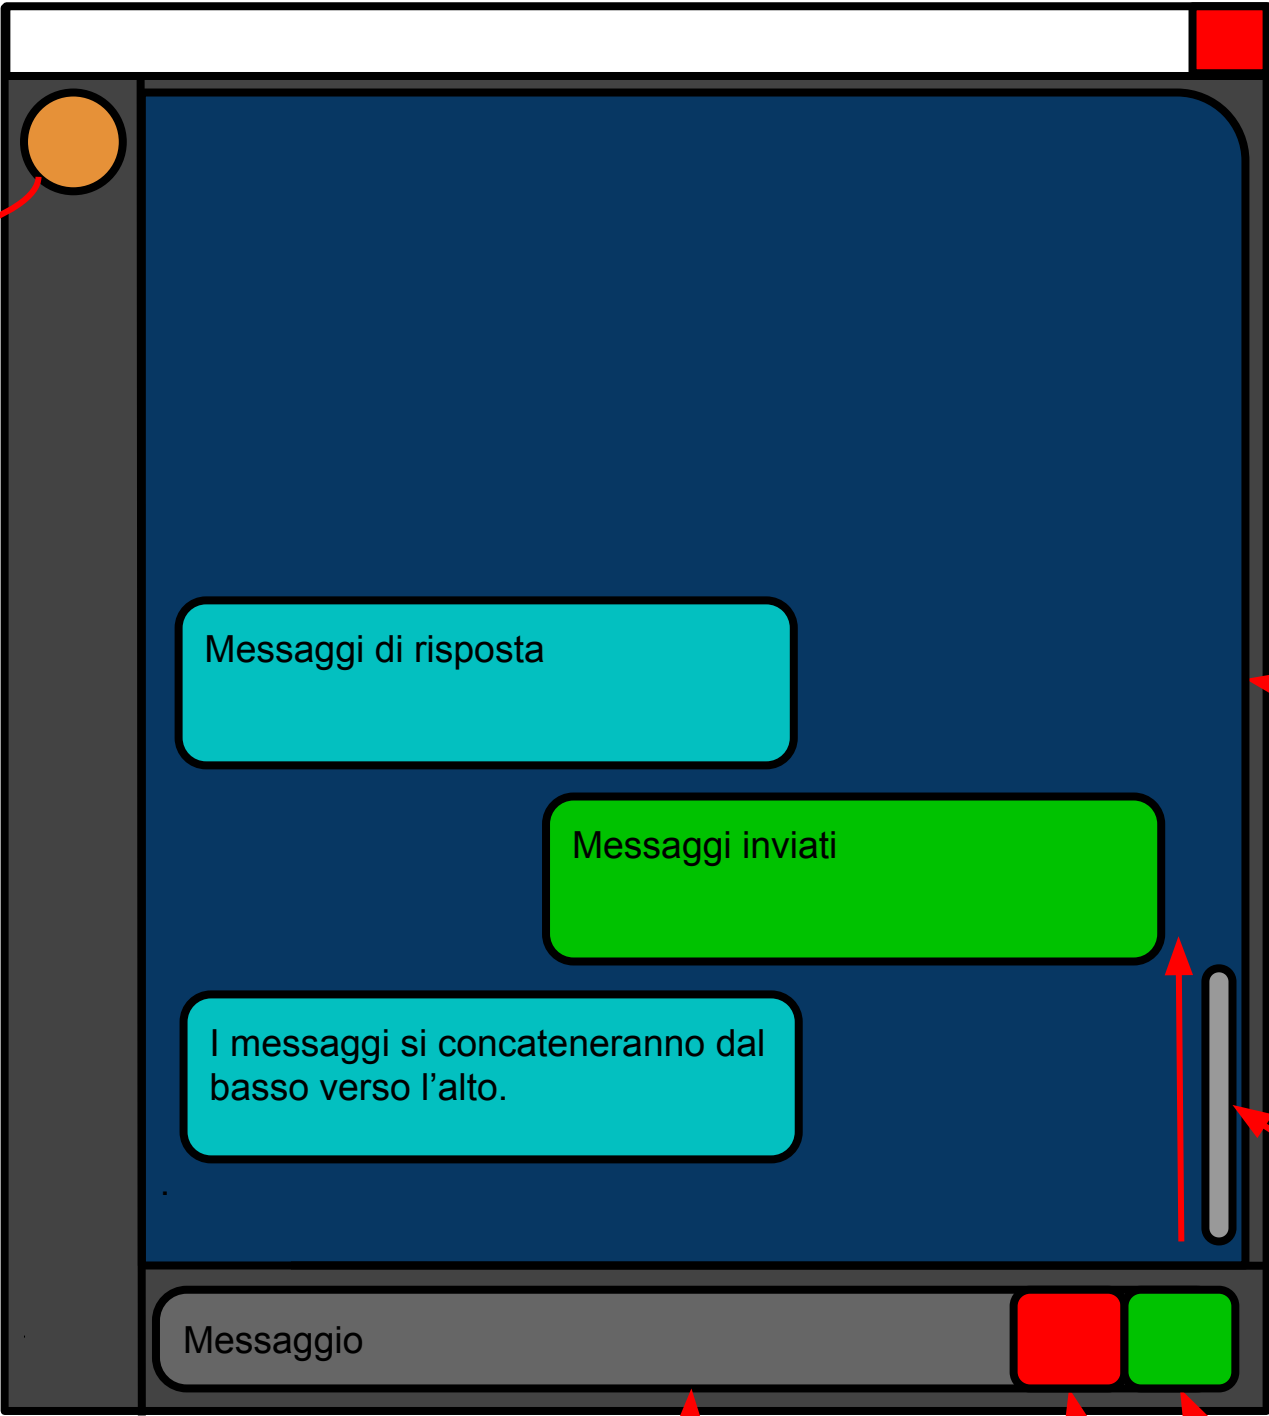 Messaggi di risposta
Messaggi inviati
I messaggi si concateneranno dal
basso verso l’alto.
Messaggio